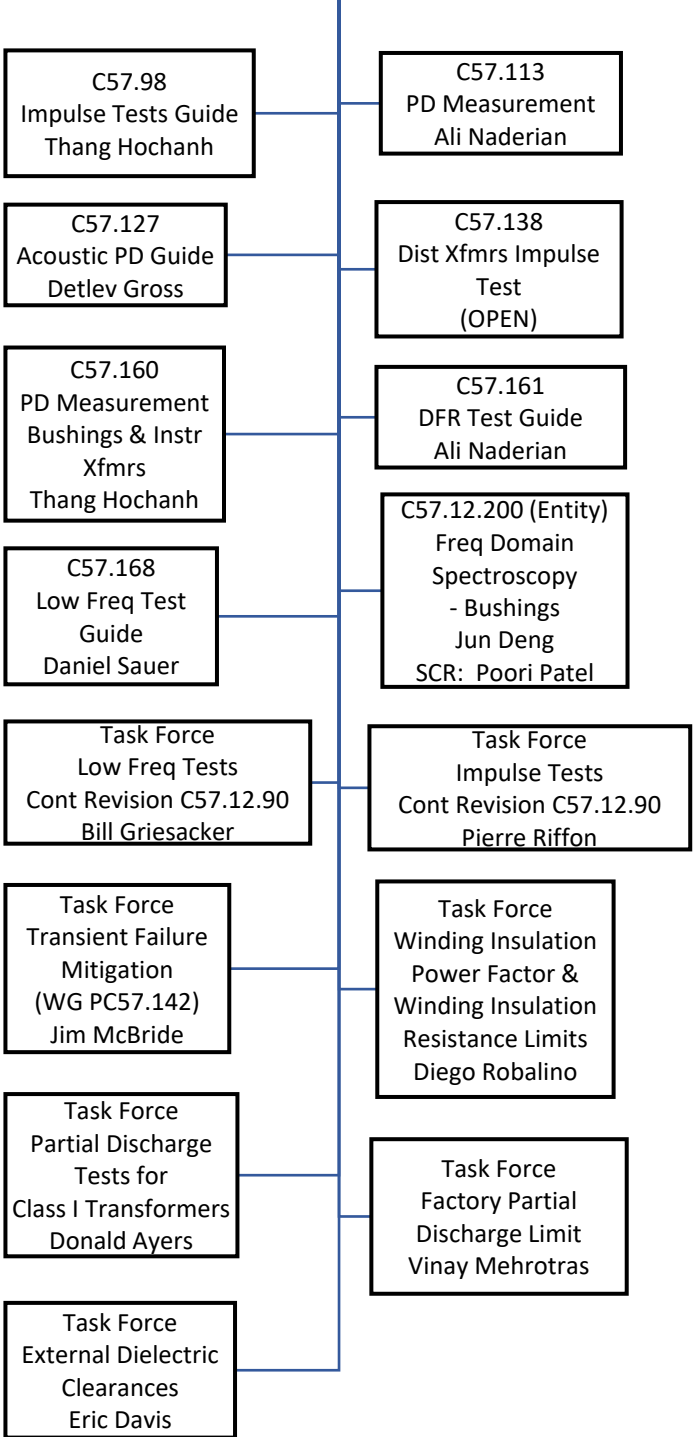 C57.98
Impulse Tests Guide
Thang Hochanh
C57.113
PD Measurement
Ali Naderian
C57.127
Acoustic PD Guide
Detlev Gross
C57.138
Dist Xfmrs Impulse
Test
(OPEN)
C57.160
PD Measurement
Bushings & Instr
Xfmrs
Thang Hochanh
C57.161
DFR Test Guide
Ali Naderian
C57.168
Low Freq Test
Guide
Daniel Sauer
C57.12.200 (Entity)
Freq Domain
Spectroscopy
- Bushings
Jun Deng
SCR:  Poori Patel
Task Force
Low Freq Tests
Cont Revision C57.12.90
Bill Griesacker
Task Force
Impulse Tests
Cont Revision C57.12.90
Pierre Riffon
Task Force
Transient Failure
Mitigation
(WG PC57.142)
Jim McBride
Task Force
Winding Insulation
Power Factor &
Winding Insulation
Resistance Limits
Diego Robalino
Task Force
Partial Discharge
Tests for
Class I Transformers
Donald Ayers
Task Force
Factory Partial
Discharge Limit
Vinay Mehrotras
Task Force
External Dielectric
Clearances
Eric Davis